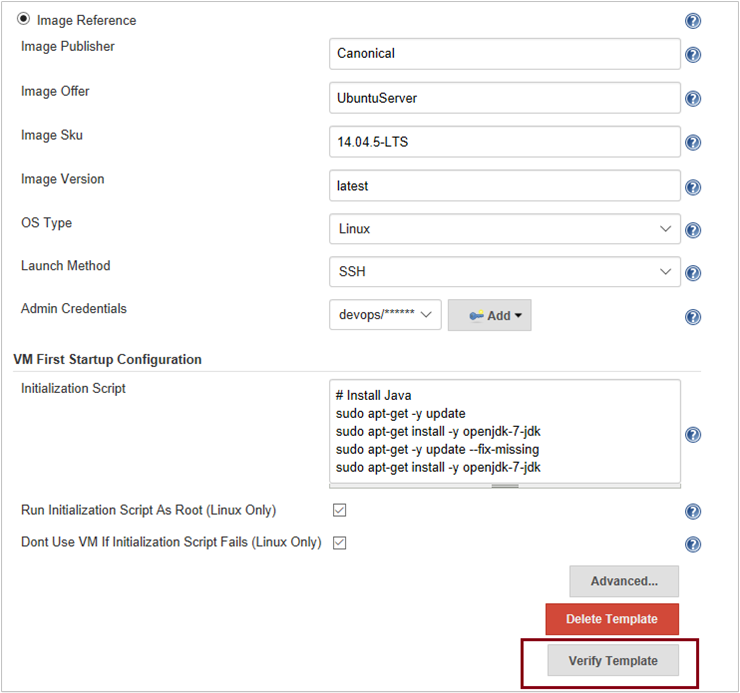 Image Reference
Image Publisher Canonical
Image Offer UbuntuServer
Image Sku 14.04.5-LTS
Image Version latest
OS Type Linux
Launch Method SSH
Admin Credentials devops/****** Add
VM First Startup Configuration
Initialization Script # Install Java
sudo apt-get -y update
sudo apt-get install -y openjdk-7-jdk
sudo apt-get -y update --fix-missing
sudo apt-get install -y openjdk-7-jdk
Run Initialization Script As Root (Linux Only)
Dont Use VM If Initialization Script Fails (Linux Only)
Advanced...
Delete Template
Verify Template